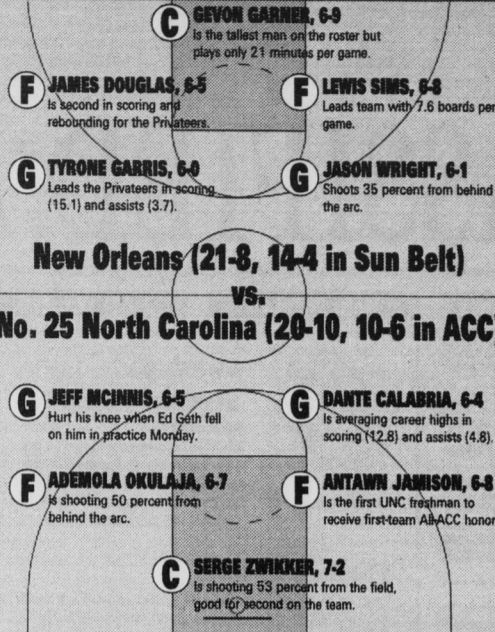 C GEVON GARNER, 6-9
Is the tallest man on the roster but
plays only 21 minutes per game.
F JAMES DOUGLAS, 6-5
Is second in scoring and
rebounding for the Privateers.
F LEWIS SIMS, 6-8
Leads team with 7.6 boards per
game.
G TYRONE GARRIS, 6-0
Leads the Privateers in scoring
(15.1) and assists (3.7).
G JASON WRIGHT, 6-1
Shoots 35 percent from behind
the arc.
New Orleans (21-8, 14-4 in Sun Belt)
vs.
No. 25 North Carolina (20-10, 10-6 in ACC)
G JEFF MCINNIS, 6-5
Hurt his knee when Ed Geth fell
on him in practice Monday.
G DANTE CALABRIA, 6-4
Is averaging career highs in
scoring (12.8) and assists (4.8).
F ADEMOLA OKULAJA, 6-7
Is shooting 50 percent from
behind the arc.
F ANTAWN JAMISON, 6-8
Is the first UNC freshman to
receive first-team All-ACC honor
C SERGE ZWIKKER, 7-2
Is shooting 53 percent from the field,
good for second on the team.